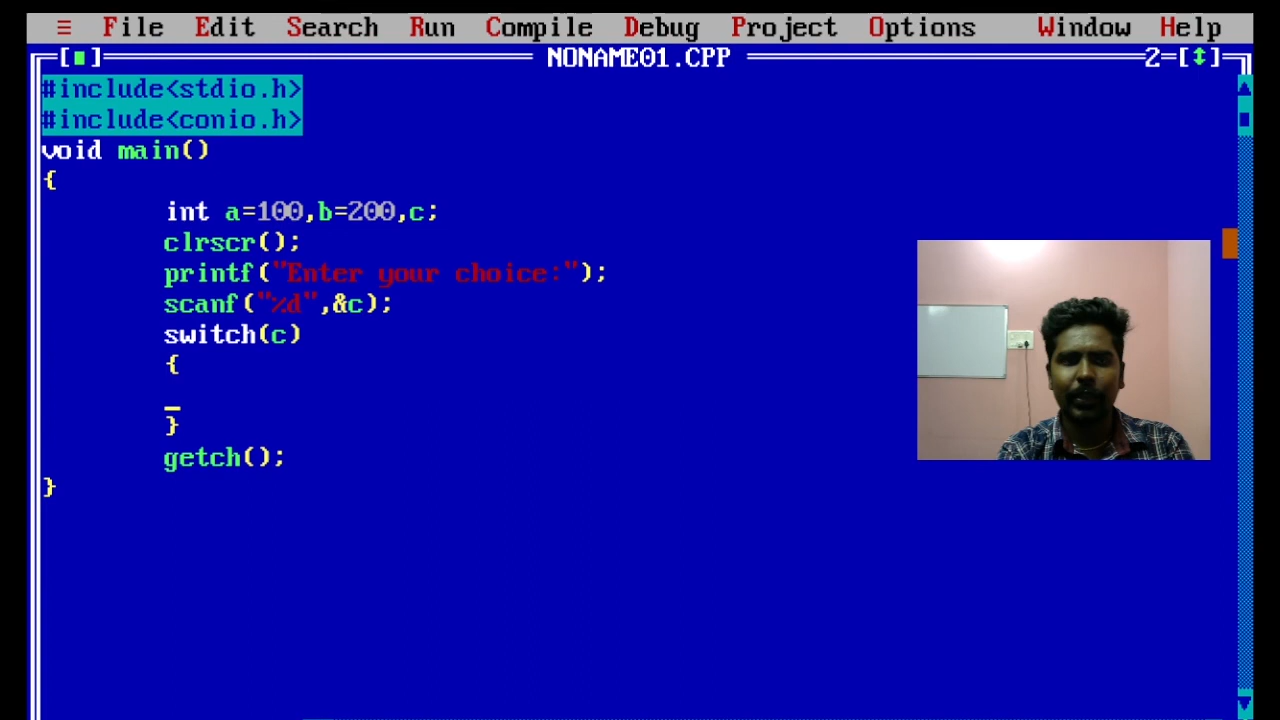 ≡ File Edit Search Run Compile Debug Project Options Window Help
[■] NONAME01.CPP 2=[↕]
#include<stdio.h>
#include<conio.h>
void main()
{
int a=100,b=200,c;
clrscr();
printf("Enter your choice:");
scanf("%d",&c);
switch(c)
{
_
}
getch();
}